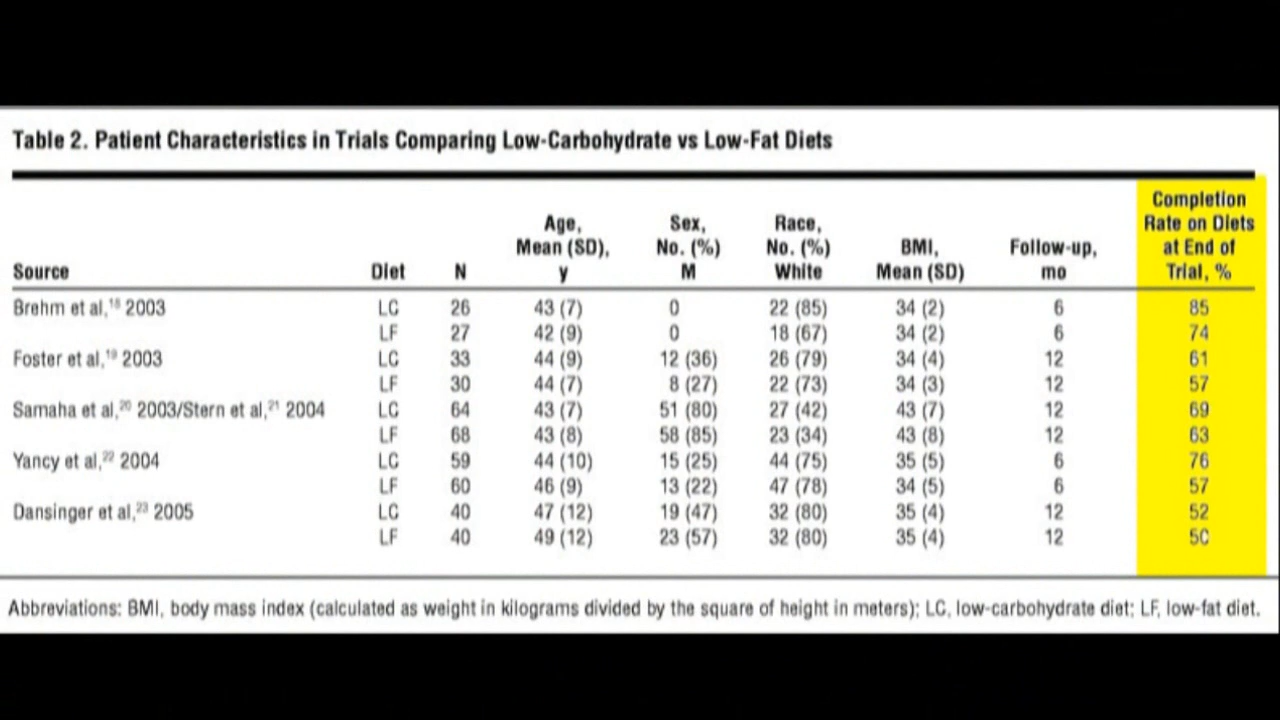 Table 2. Patient Characteristics in Trials Comparing Low-Carbohydrate vs Low-Fat Diets
Source Diet N Age, Mean (SD), y Sex, No. (%) M Race, No. (%) White BMI, Mean (SD) Follow-up, mo Completion Rate on Diets at End of Trial, %
Brehm et al,18 2003 LC 26 43 (7) 0 22 (85) 34 (2) 6 85
LF 27 42 (9) 0 18 (67) 34 (2) 6 74
Foster et al,19 2003 LC 33 44 (9) 12 (36) 26 (79) 34 (4) 12 61
LF 30 44 (7) 8 (27) 22 (73) 34 (3) 12 57
Samaha et al,20 2003/Stern et al,21 2004 LC 64 43 (7) 51 (80) 27 (42) 43 (7) 12 69
LF 68 43 (8) 58 (85) 23 (34) 43 (8) 12 63
Yancy et al,22 2004 LC 59 44 (10) 15 (25) 44 (75) 35 (5) 6 76
LF 60 46 (9) 13 (22) 47 (78) 34 (5) 6 57
Dansinger et al,23 2005 LC 40 47 (12) 19 (47) 32 (80) 35 (4) 12 52
LF 40 49 (12) 23 (57) 32 (80) 35 (4) 12 50
Abbreviations: BMI, body mass index (calculated as weight in kilograms divided by the square of height in meters); LC, low-carbohydrate diet; LF, low-fat diet.